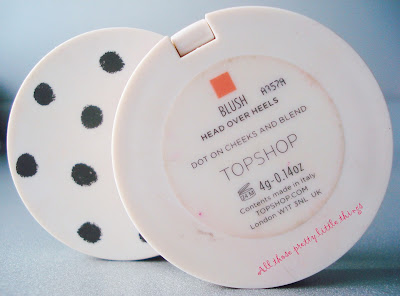 BLUSH A357A
HEAD OVER HEELS
DOT ON CHEEKS AND BLEND
TOPSHOP
4g-0.14oz
Contents made in Italy
TOPSHOP.COM
London W1T 3NL UK
All those pretty little things